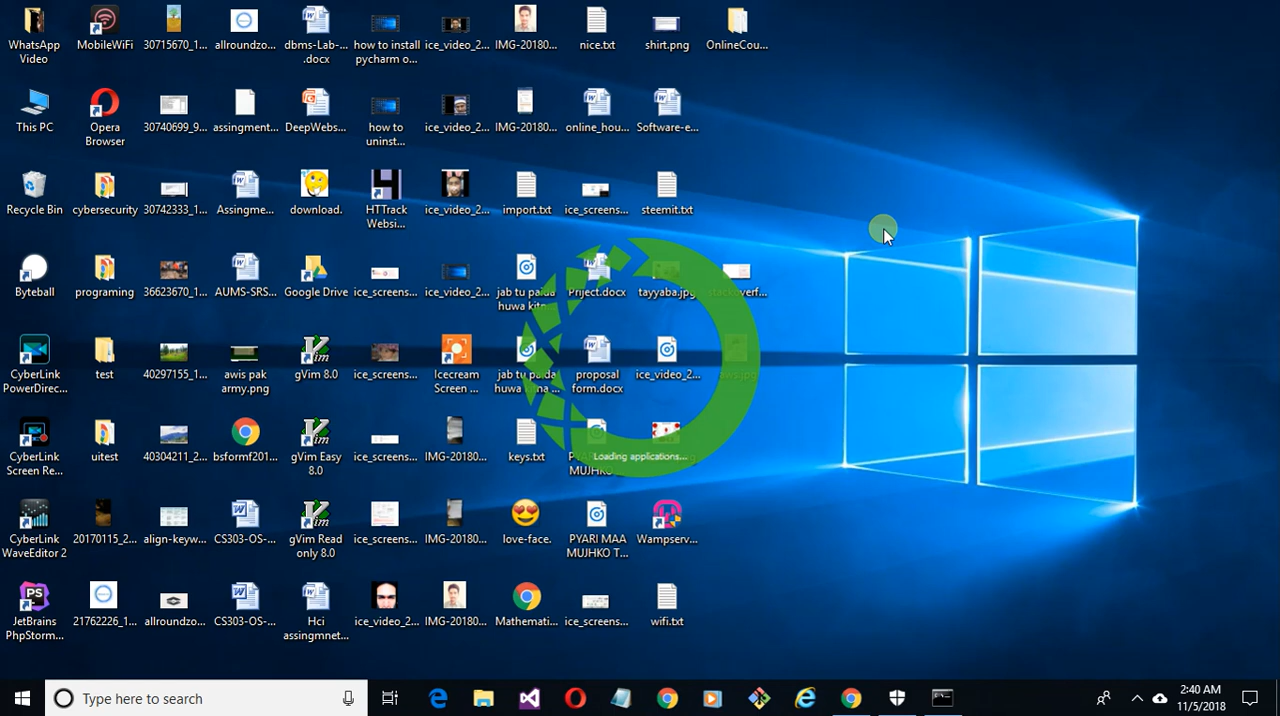 WhatsApp
Video
MobileWiFi
30715670_1...
allroundzo...
dbms-Lab-...
.docx
how to install
pycharm o...
ice_video_2...
IMG-20180...
nice.txt
shirt.png
OnlineCou...
This PC
Opera
Browser
30740699_9...
assingment...
DeepWebs...
how to
uninst...
ice_video_2...
IMG-20180...
online_hou...
Software-e...
Recycle Bin
cybersecurity
30742333_1...
Assingme...
download.
HTTrack
Websi...
ice_video_2...
import.txt
ice_screens...
steemit.txt
Byteball
programing
36623670_1...
AUMS-SRS...
Google Drive
ice_screens...
ice_video_2...
jab tu paida
huwa kitn...
Priject.docx
tayyaba.jpg
stackoverf...
CyberLink
PowerDirec...
test
40297155_1...
awis pak
army.png
gVim 8.0
ice_screens...
Icecream
Screen ...
jab tu paida
proposal
form.docx
ice_video_2...
CyberLink
Screen Re...
uitest
40304211_2...
bsformf201...
gVim Easy
8.0
ice_screens...
IMG-20180...
keys.txt
MUJHKO
Loading applications...
CyberLink
WaveEditor 2
20170115_2...
align-keyw...
CS303-OS-...
gVim Read
only 8.0
ice_screens...
IMG-20180...
love-face.
PYARI MAA
MUJHKO T...
Wampserv...
PS
JetBrains
PhpStorm...
21762226_1...
allroundzo...
CS303-OS-...
Hci
assingmnet...
ice_video_2...
IMG-20180...
Mathemati...
ice_screens...
wifi.txt
Type here to search
2:40 AM
11/5/2018